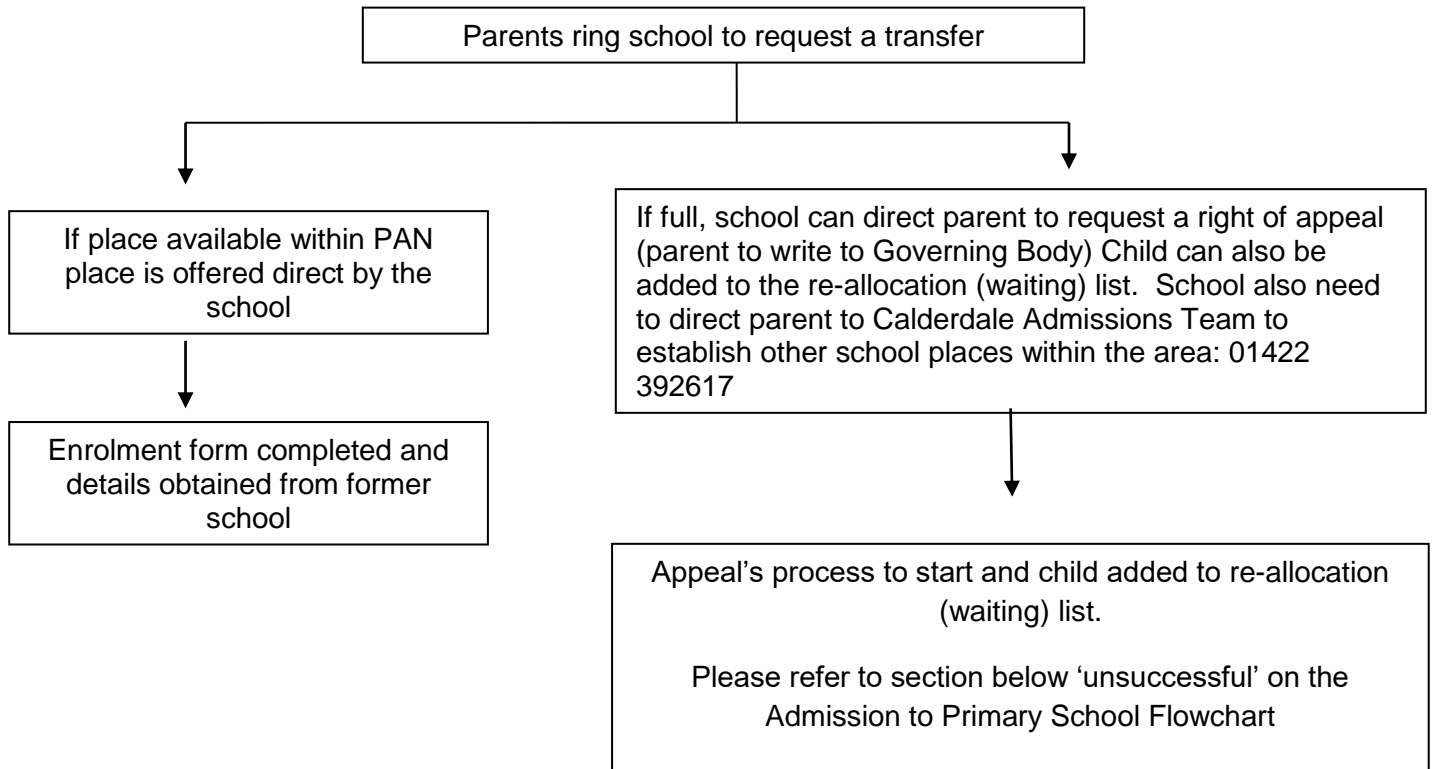 Parents ring school to request a transfer
If place available within PAN
place is offered direct by the
school
Enrolment form completed and
details obtained from former
school
If full, school can direct parent to request a right of appeal
(parent to write to Governing Body) Child can also be
added to the re-allocation (waiting) list.  School also need
to direct parent to Calderdale Admissions Team to
establish other school places within the area: 01422
392617
Appeal’s process to start and child added to re-allocation
(waiting) list.
Please refer to section below ‘unsuccessful’ on the
Admission to Primary School Flowchart